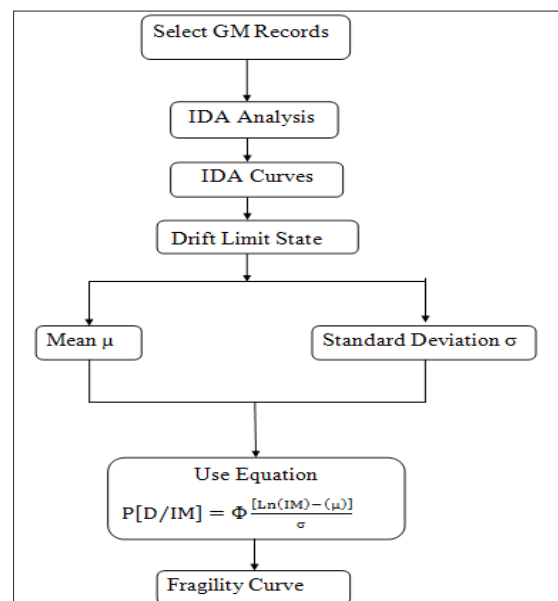 Select GM Records
IDA Analysis
IDA Curves
Drift Limit State
Mean μ
Standard Deviation σ
Use Equation
P[D/IM] = Φ [Ln(IM)−(μ)] / σ
Fragility Curve